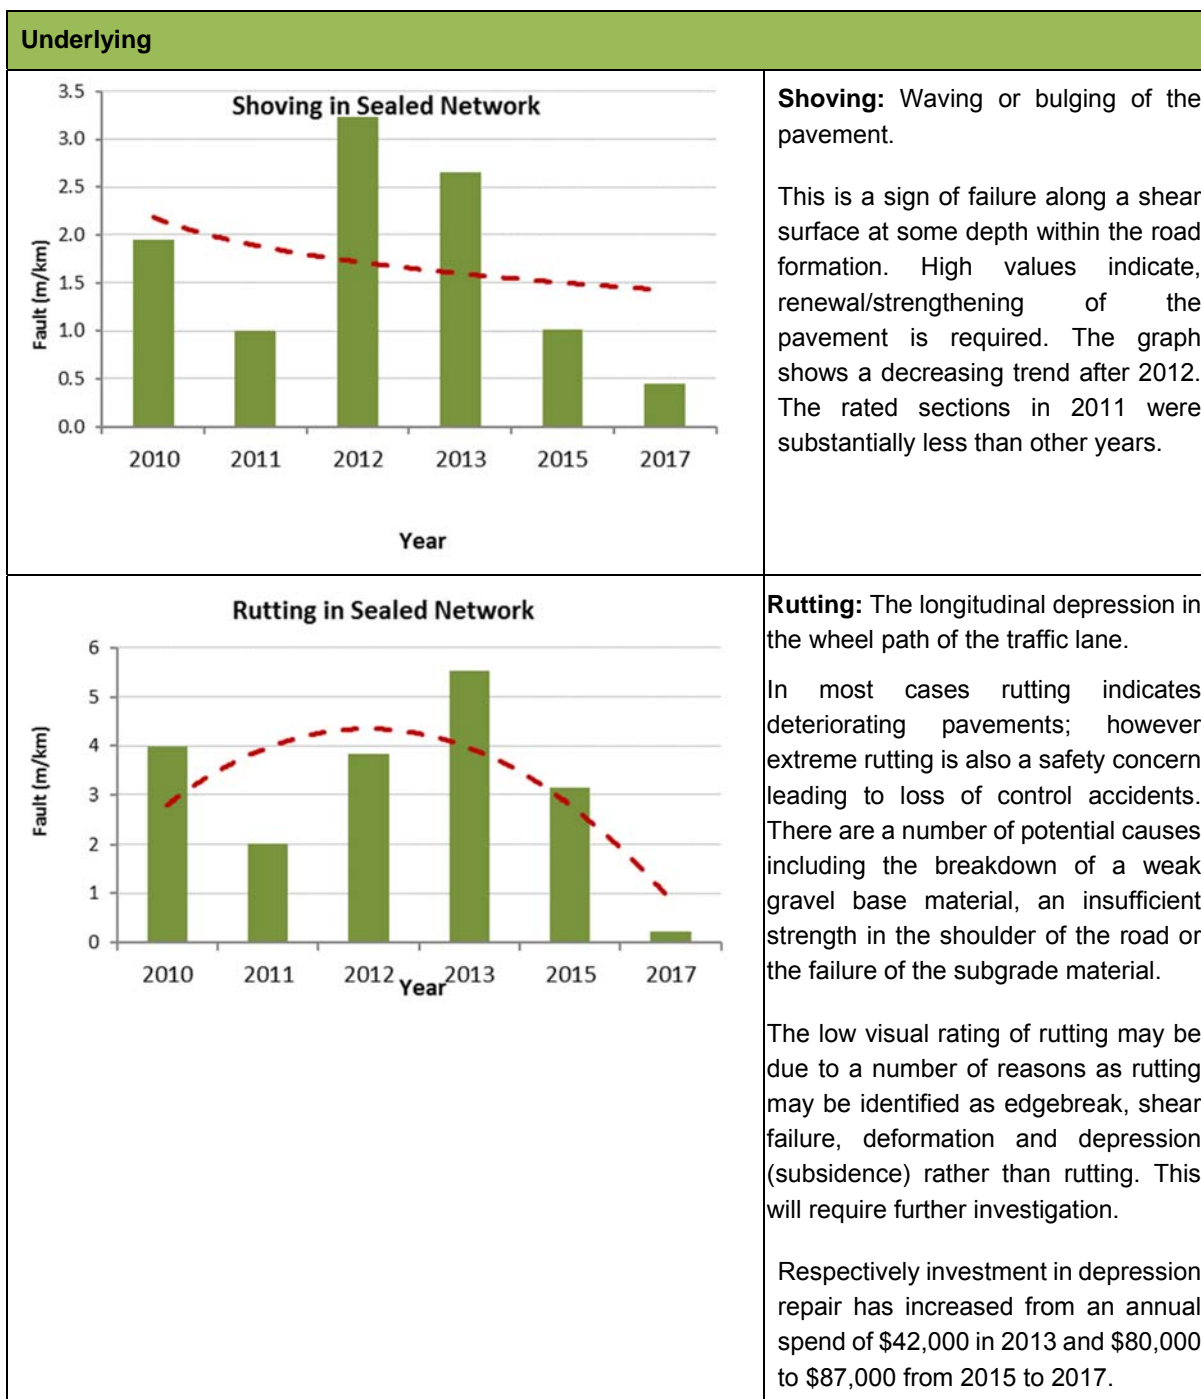 Underlying
Shoving in Sealed Network
3.5
3.0
2.5
2.0
1.5
1.0
0.5
0.0
Fault (m/km)
2010 2011 2012 2013 2015 2017
Year
Shoving: Waving or bulging of the
pavement.
This is a sign of failure along a shear
surface at some depth within the road
formation. High values indicate,
renewal/strengthening of the
pavement is required. The graph
shows a decreasing trend after 2012.
The rated sections in 2011 were
substantially less than other years.
Rutting in Sealed Network
6
5
4
3
2
1
0
Fault (m/km)
2010 2011 2012 2013 2015 2017
Year
Rutting: The longitudinal depression in
the wheel path of the traffic lane.
In most cases rutting indicates
deteriorating pavements; however
extreme rutting is also a safety concern
leading to loss of control accidents.
There are a number of potential causes
including the breakdown of a weak
gravel base material, an insufficient
strength in the shoulder of the road or
the failure of the subgrade material.
The low visual rating of rutting may be
due to a number of reasons as rutting
may be identified as edgebreak, shear
failure, deformation and depression
(subsidence) rather than rutting. This
will require further investigation.
Respectively investment in depression
repair has increased from an annual
spend of $42,000 in 2013 and $80,000
to $87,000 from 2015 to 2017.